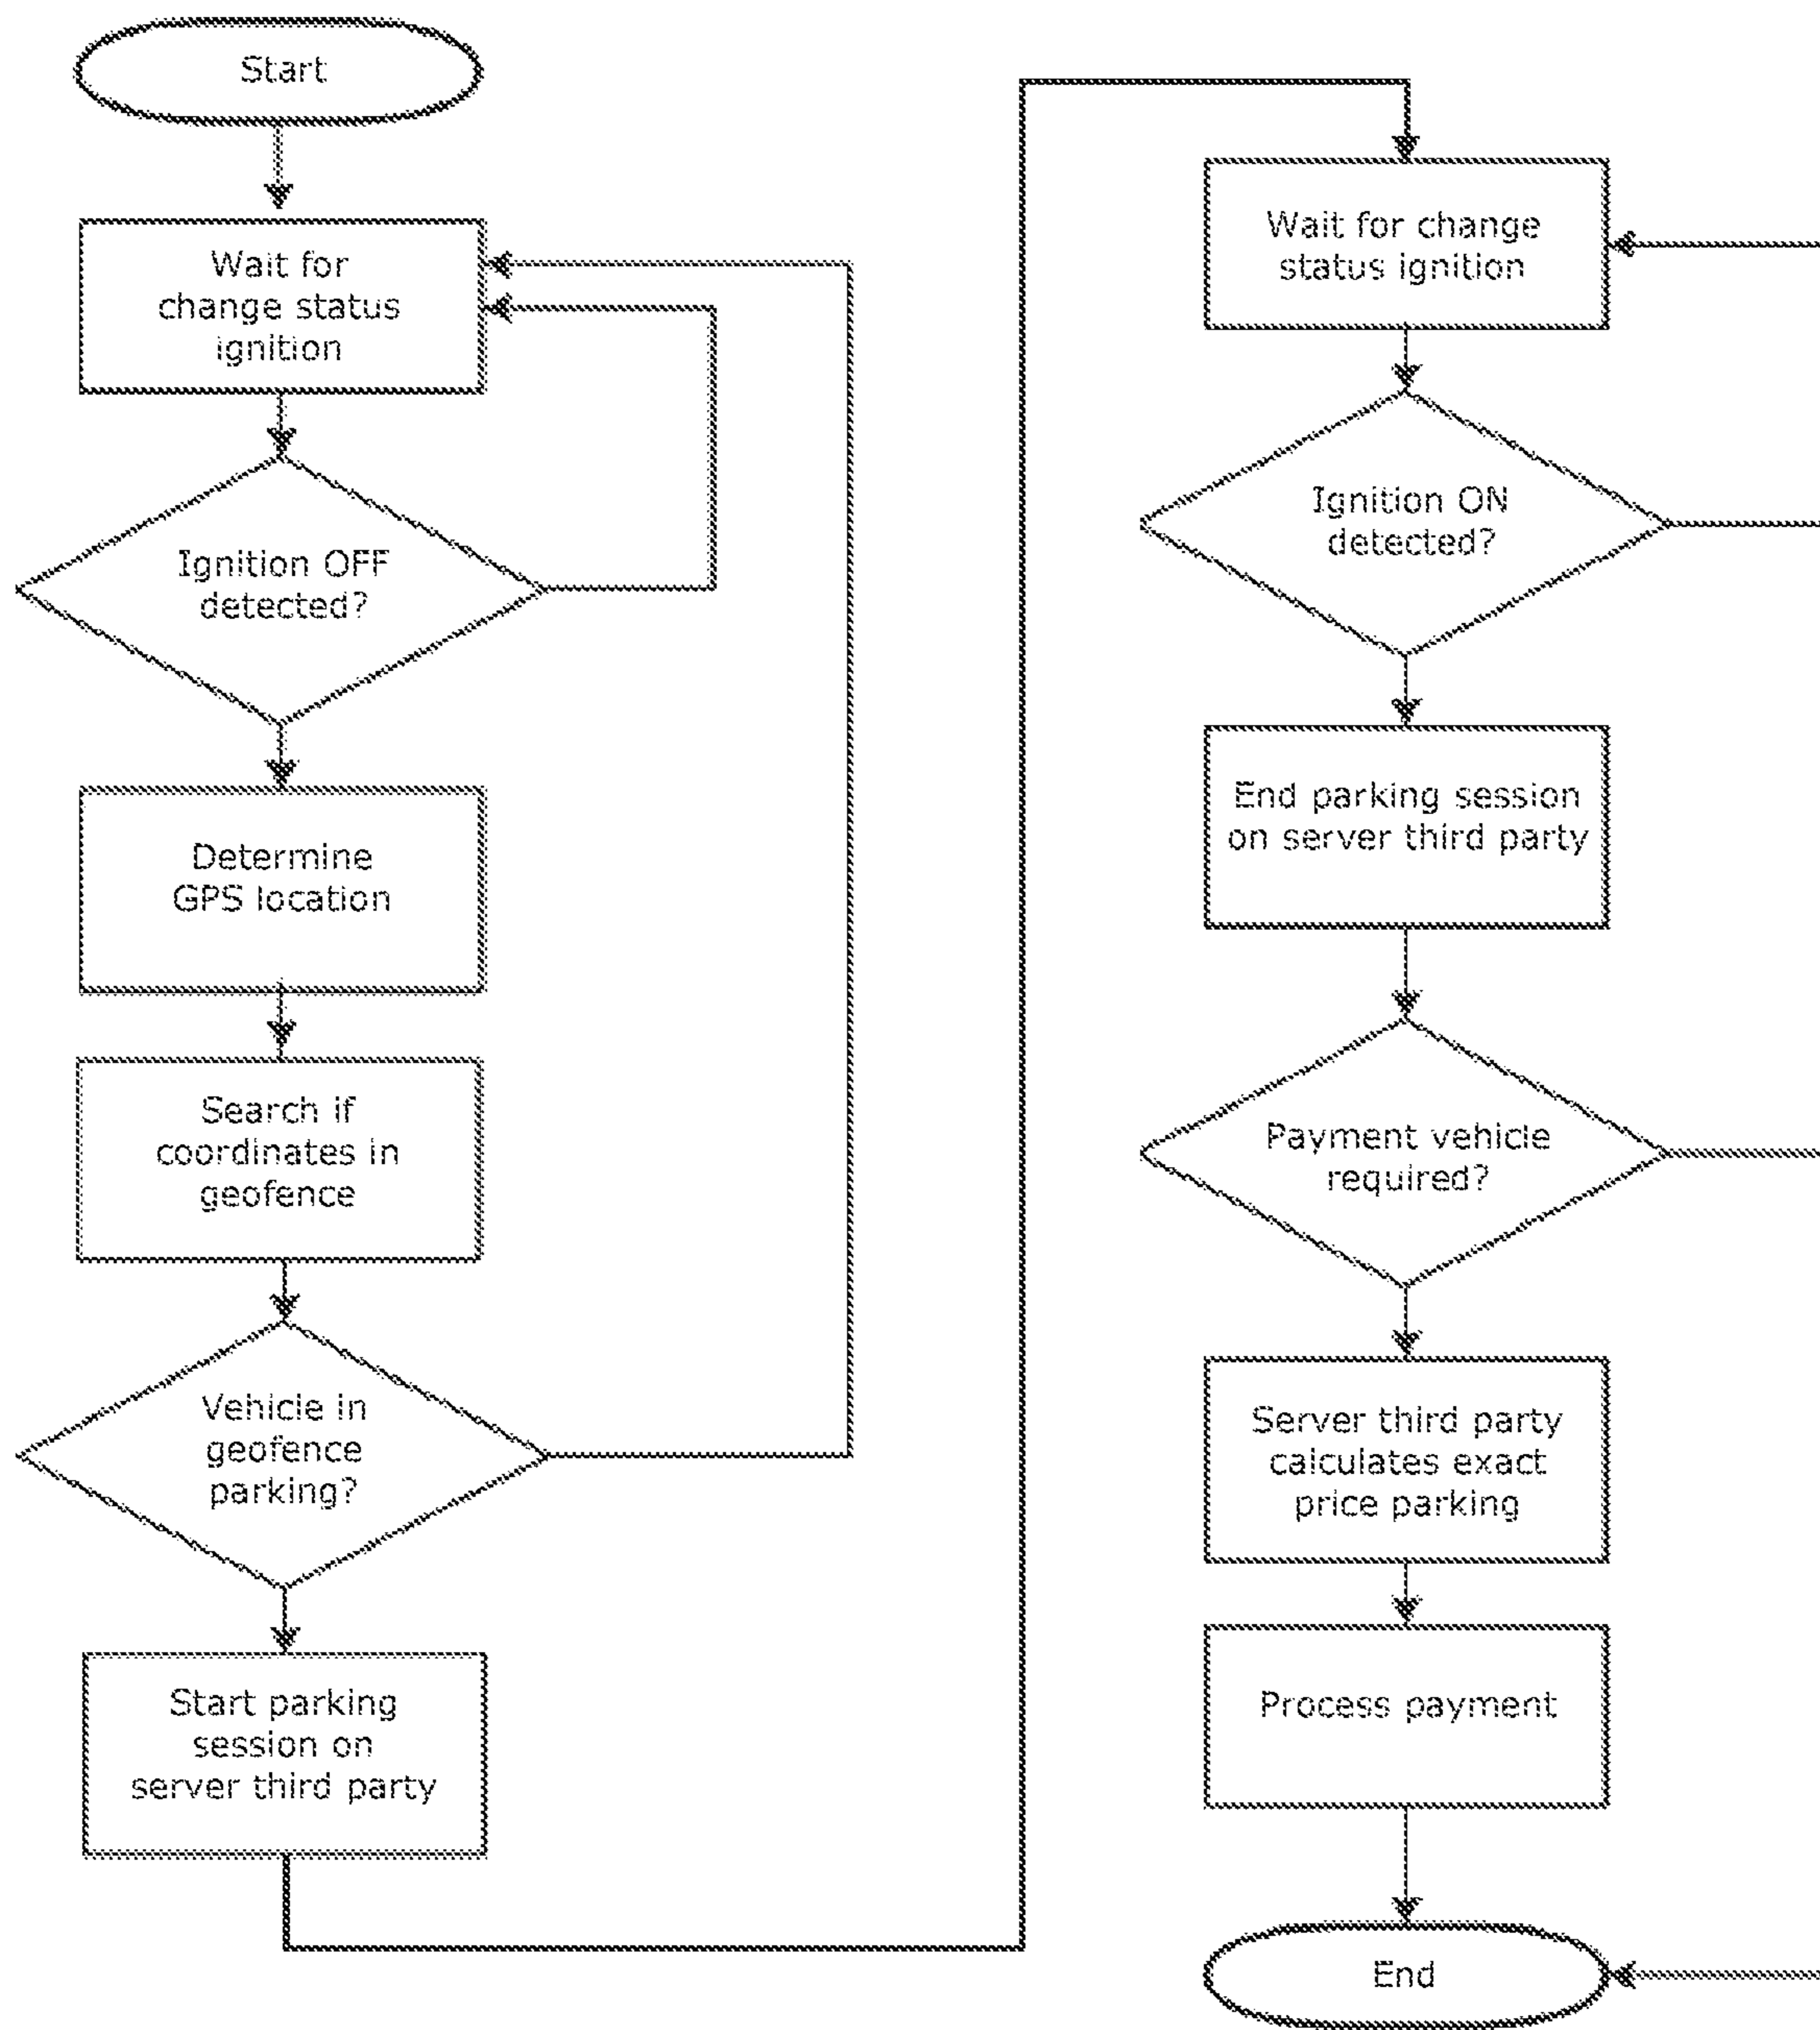 Start
Wait for
change status
ignition
Ignition OFF
detected?
Determine
GPS location
Search if
coordinates in
geofence
Vehicle in
geofence
parking?
Start parking
session on
server third party
Wait for change
status ignition
Ignition ON
detected?
End parking session
on server third party
Payment vehicle
required?
Server third party
calculates exact
price parking
Process payment
End